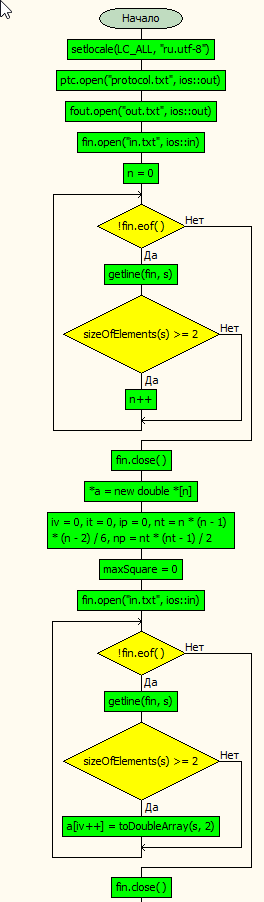 Начало
setlocale(LC_ALL, "ru.utf-8")
ptc.open("protocol.txt", ios::out)
fout.open("out.txt", ios::out)
fin.open("in.txt", ios::in)
n = 0
!fin.eof( )
Нет
Да
getline(fin, s)
sizeOfElements(s) >= 2
Нет
Да
n++
fin.close( )
*a = new double *[n]
iv = 0, it = 0, ip = 0, nt = n * (n - 1)
* (n - 2) / 6, np = nt * (nt - 1) / 2
maxSquare = 0
fin.open("in.txt", ios::in)
!fin.eof( )
Нет
Да
getline(fin, s)
sizeOfElements(s) >= 2
Нет
Да
a[iv++] = toDoubleArray(s, 2)
fin.close( )